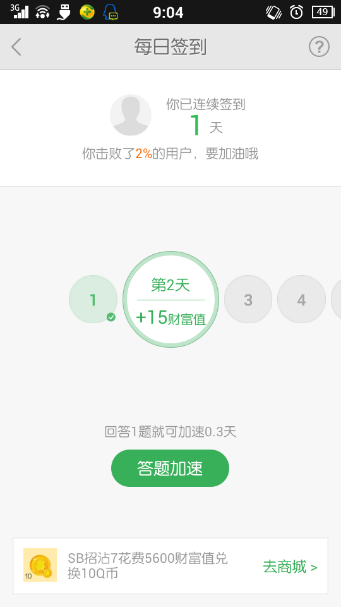 3G 9:04 49
每日签到 ?
你已连续签到
1 天
你击败了2%的用户，要加油哦
1
第2天
+15财富值
3
4
回答1题就可加速0.3天
答题加速
SB招沾7花费5600财富值兑
换10Q币
10
去商城 >